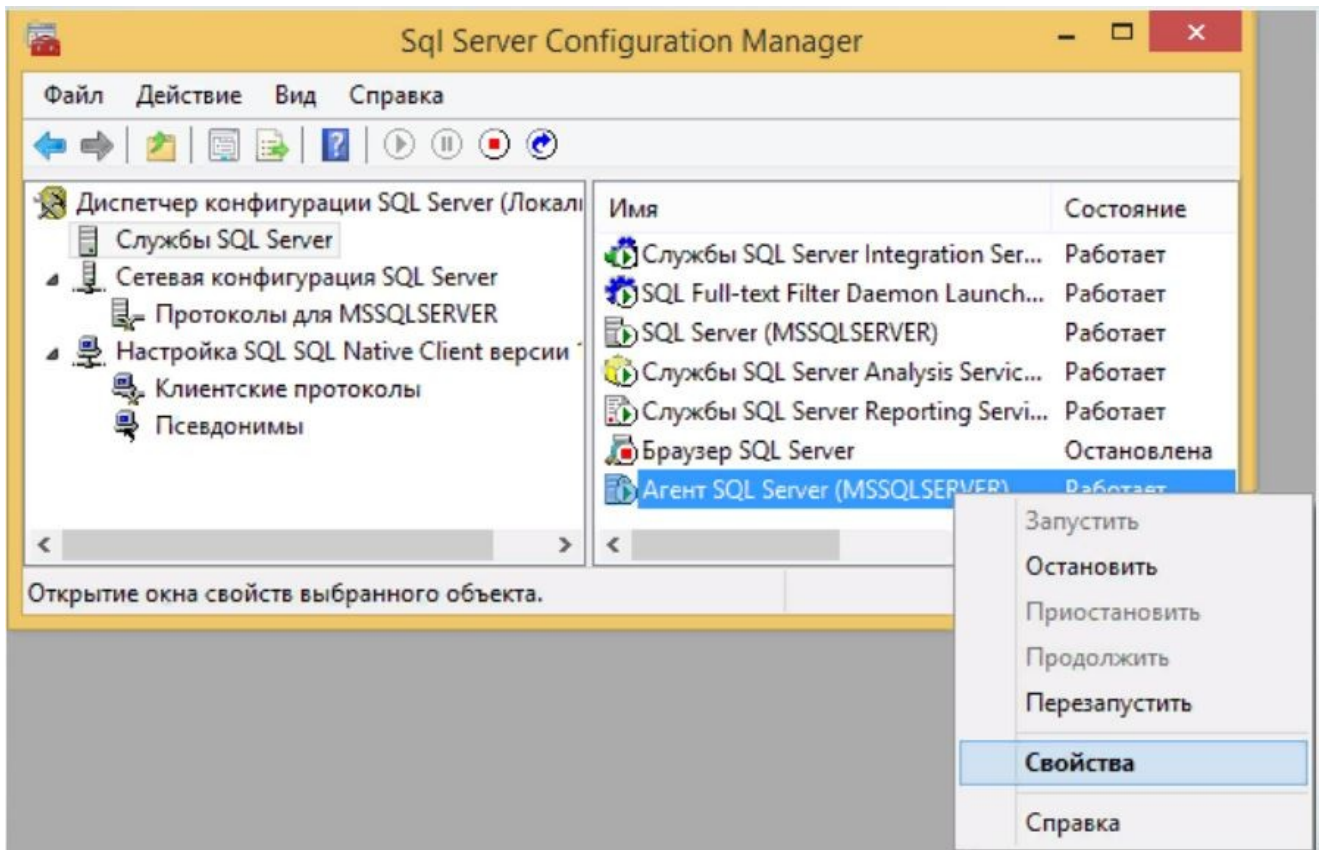 Sql Server Configuration Manager
Файл Действие Вид Справка
Диспетчер конфигурации SQL Server (Локал
Службы SQL Server
Сетевая конфигурация SQL Server
Протоколы для MSSQLSERVER
Настройка SQL SQL Native Client версии
Клиентские протоколы
Псевдонимы
Имя Состояние
Службы SQL Server Integration Ser... Работает
SQL Full-text Filter Daemon Launch... Работает
SQL Server (MSSQLSERVER) Работает
Службы SQL Server Analysis Servic... Работает
Службы SQL Server Reporting Servi... Работает
Браузер SQL Server Остановлена
Агент SQL Server (MSSQLSERVER) Работает
Открытие окна свойств выбранного объекта.
Запустить
Остановить
Приостановить
Продолжить
Перезапустить
Свойства
Справка